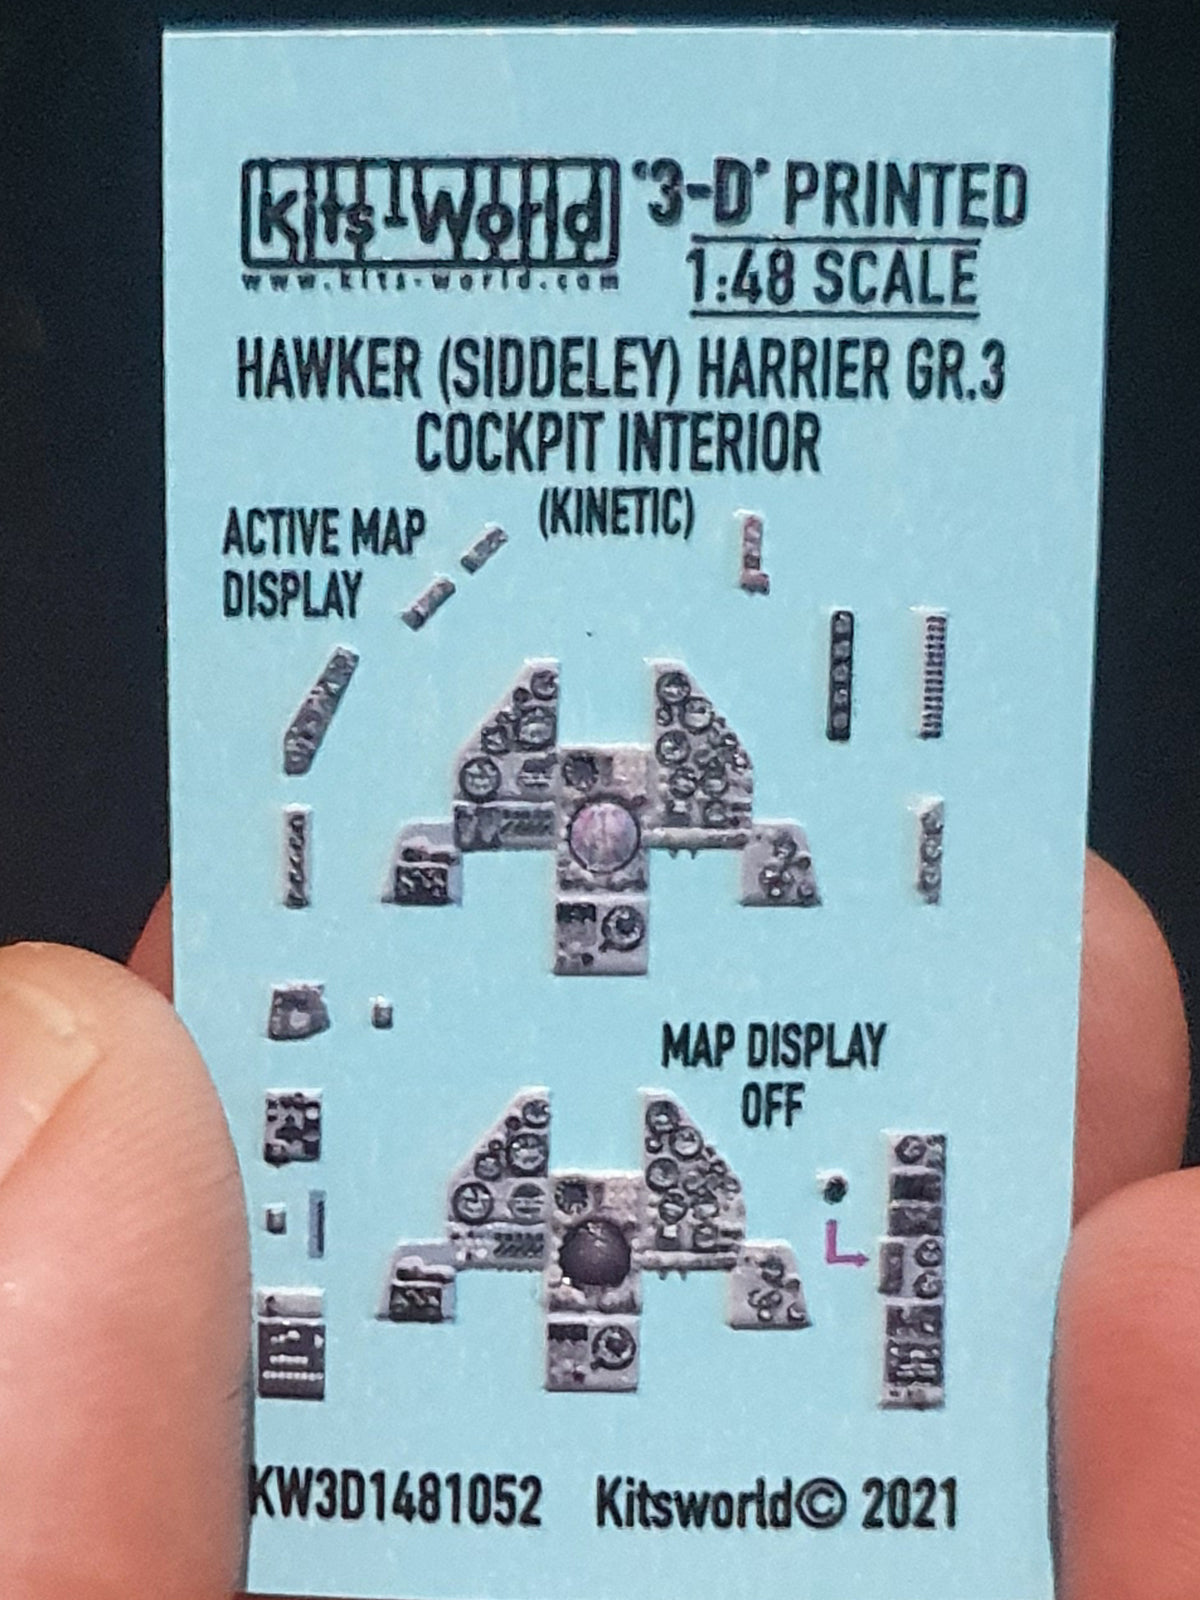 Kits-World
www.kits-world.com
'3-D' PRINTED
1:48 SCALE
HAWKER (SIDDELEY) HARRIER GR.3
COCKPIT INTERIOR
(KINETIC)
ACTIVE MAP
DISPLAY
MAP DISPLAY
OFF
KW3D1481052 Kitsworld© 2021